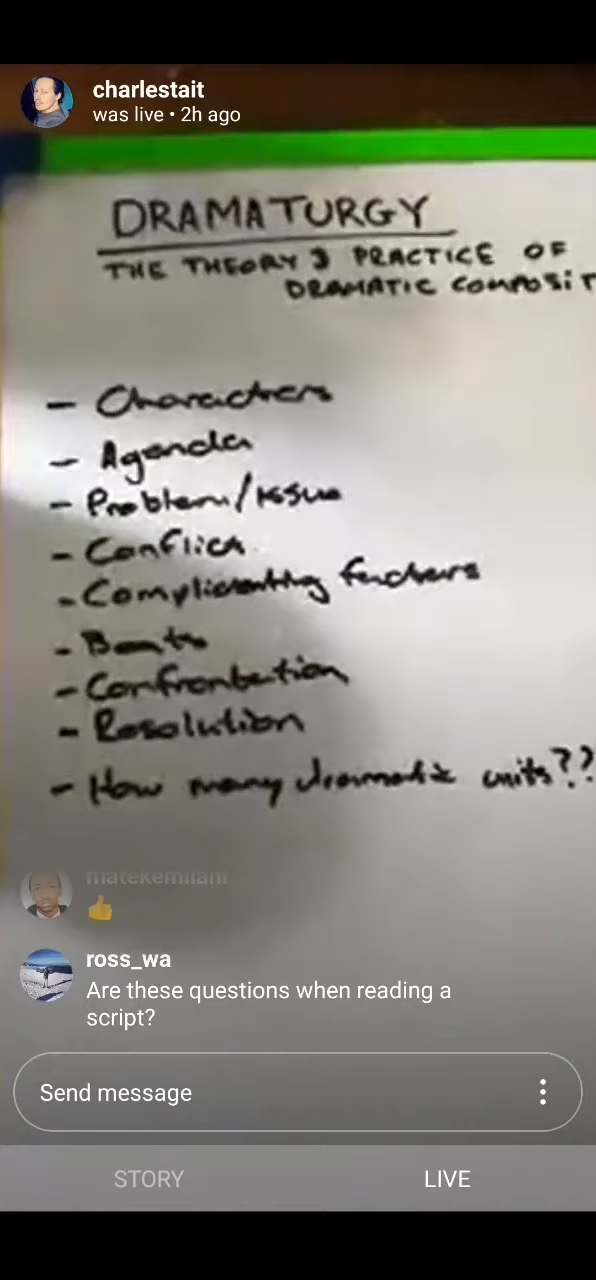 charlestait
was live • 2h ago
DRAMATURGY
THE THEORY & PRACTICE OF
DRAMATIC COMPOSIT
- Characters
- Agenda
- Problem/issue
- Conflict
- Complicating factors
- Beats
- Confrontation
- Resolution
- How many dramatic units??
matekemilani
👍
ross_wa
Are these questions when reading a
script?
Send message
STORY
LIVE